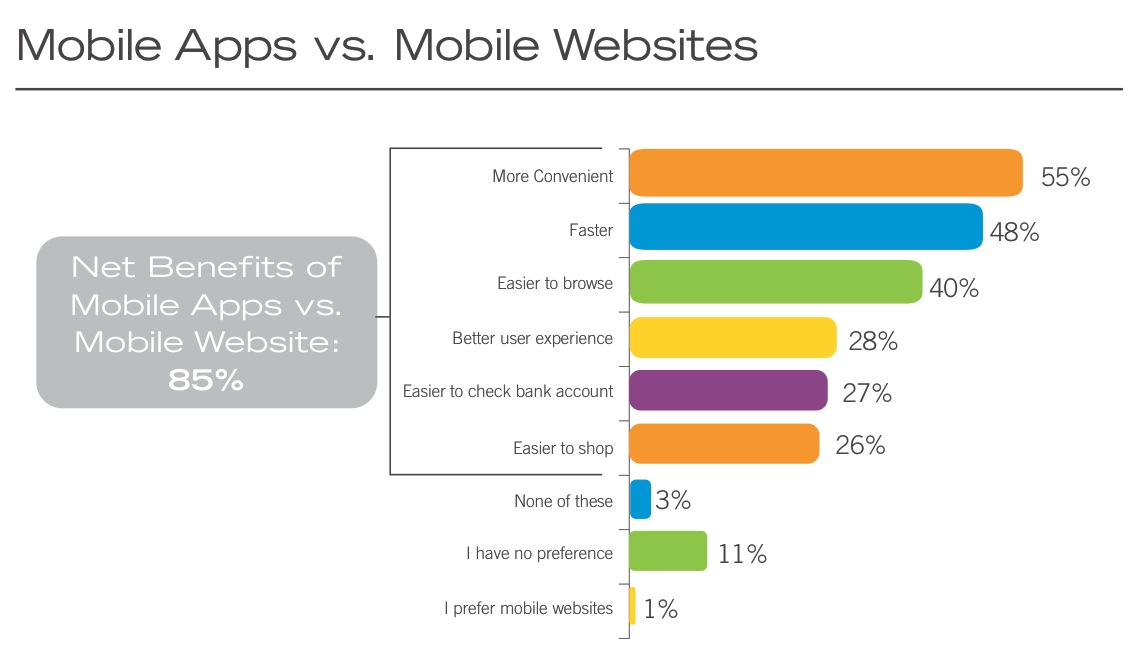 Mobile Apps vs. Mobile Websites
Net Benefits of
Mobile Apps vs.
Mobile Website:
85%
More Convenient 55%
Faster 48%
Easier to browse 40%
Better user experience 28%
Easier to check bank account 27%
Easier to shop 26%
None of these 3%
I have no preference 11%
I prefer mobile websites 1%